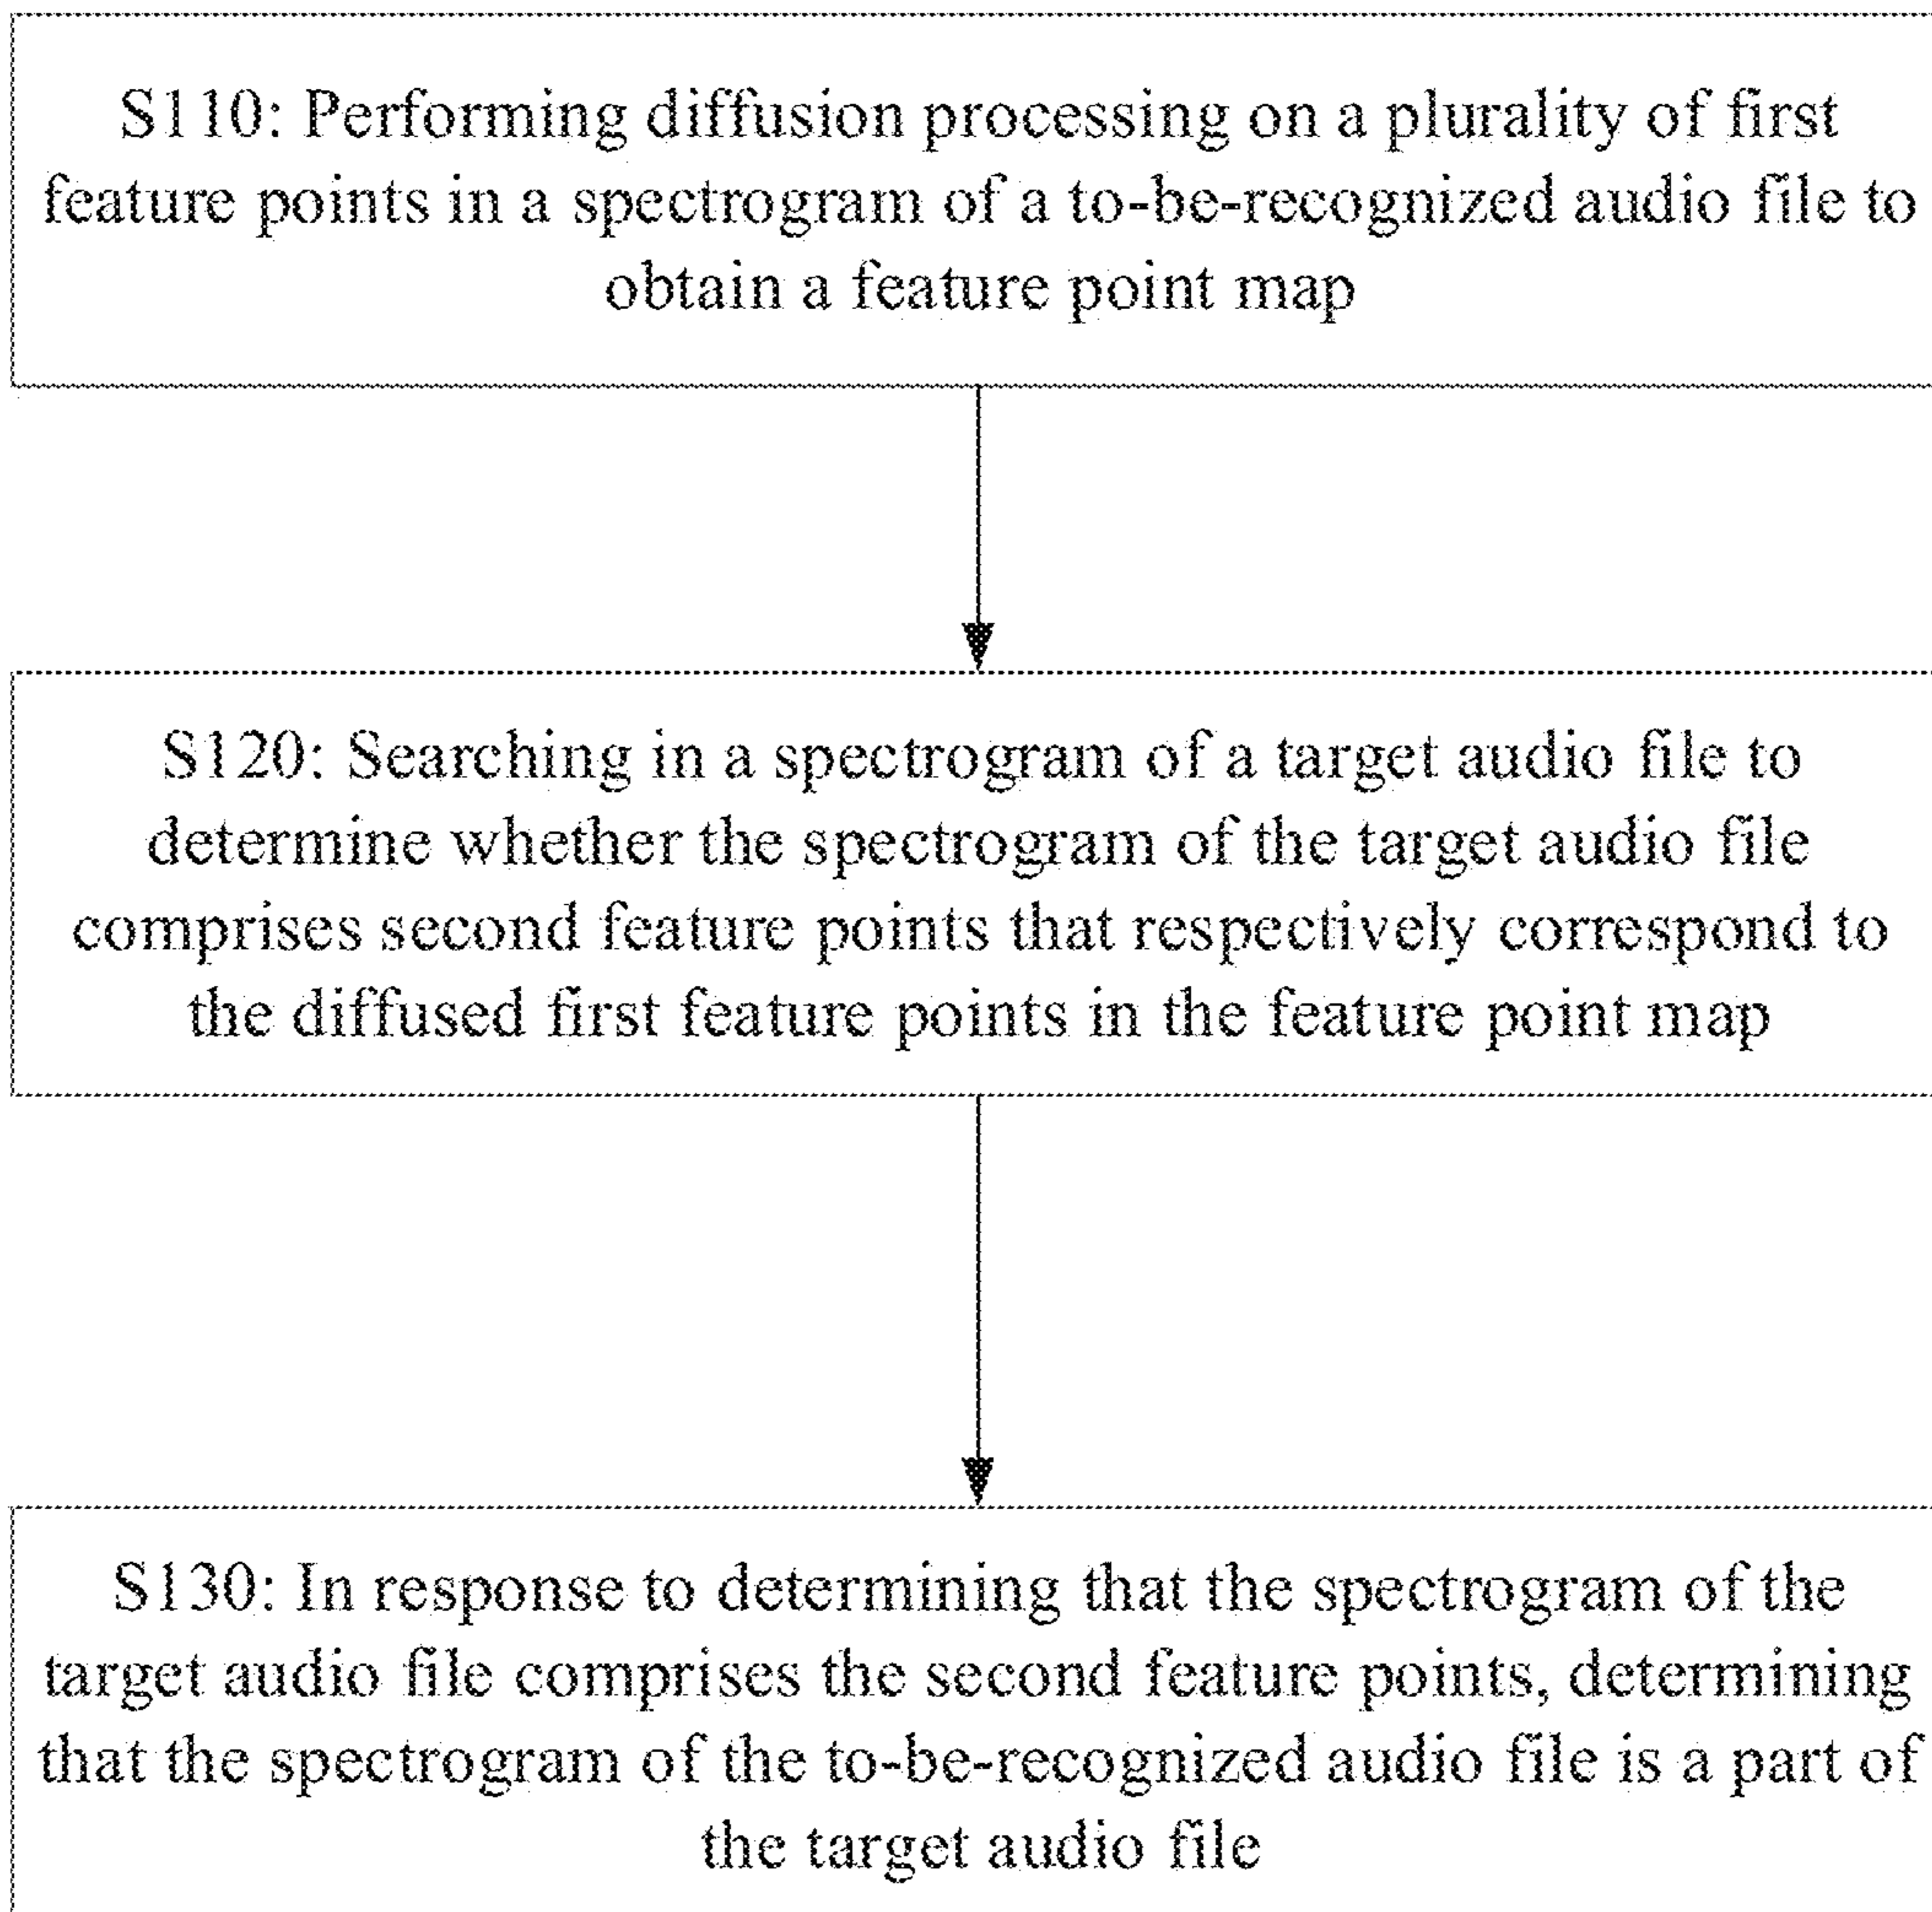 S110: Performing diffusion processing on a plurality of first
feature points in a spectrogram of a to-be-recognized audio file to
obtain a feature point map
S120: Searching in a spectrogram of a target audio file to
determine whether the spectrogram of the target audio file
comprises second feature points that respectively correspond to
the diffused first feature points in the feature point map
S130: In response to determining that the spectrogram of the
target audio file comprises the second feature points, determining
that the spectrogram of the to-be-recognized audio file is a part of
the target audio file